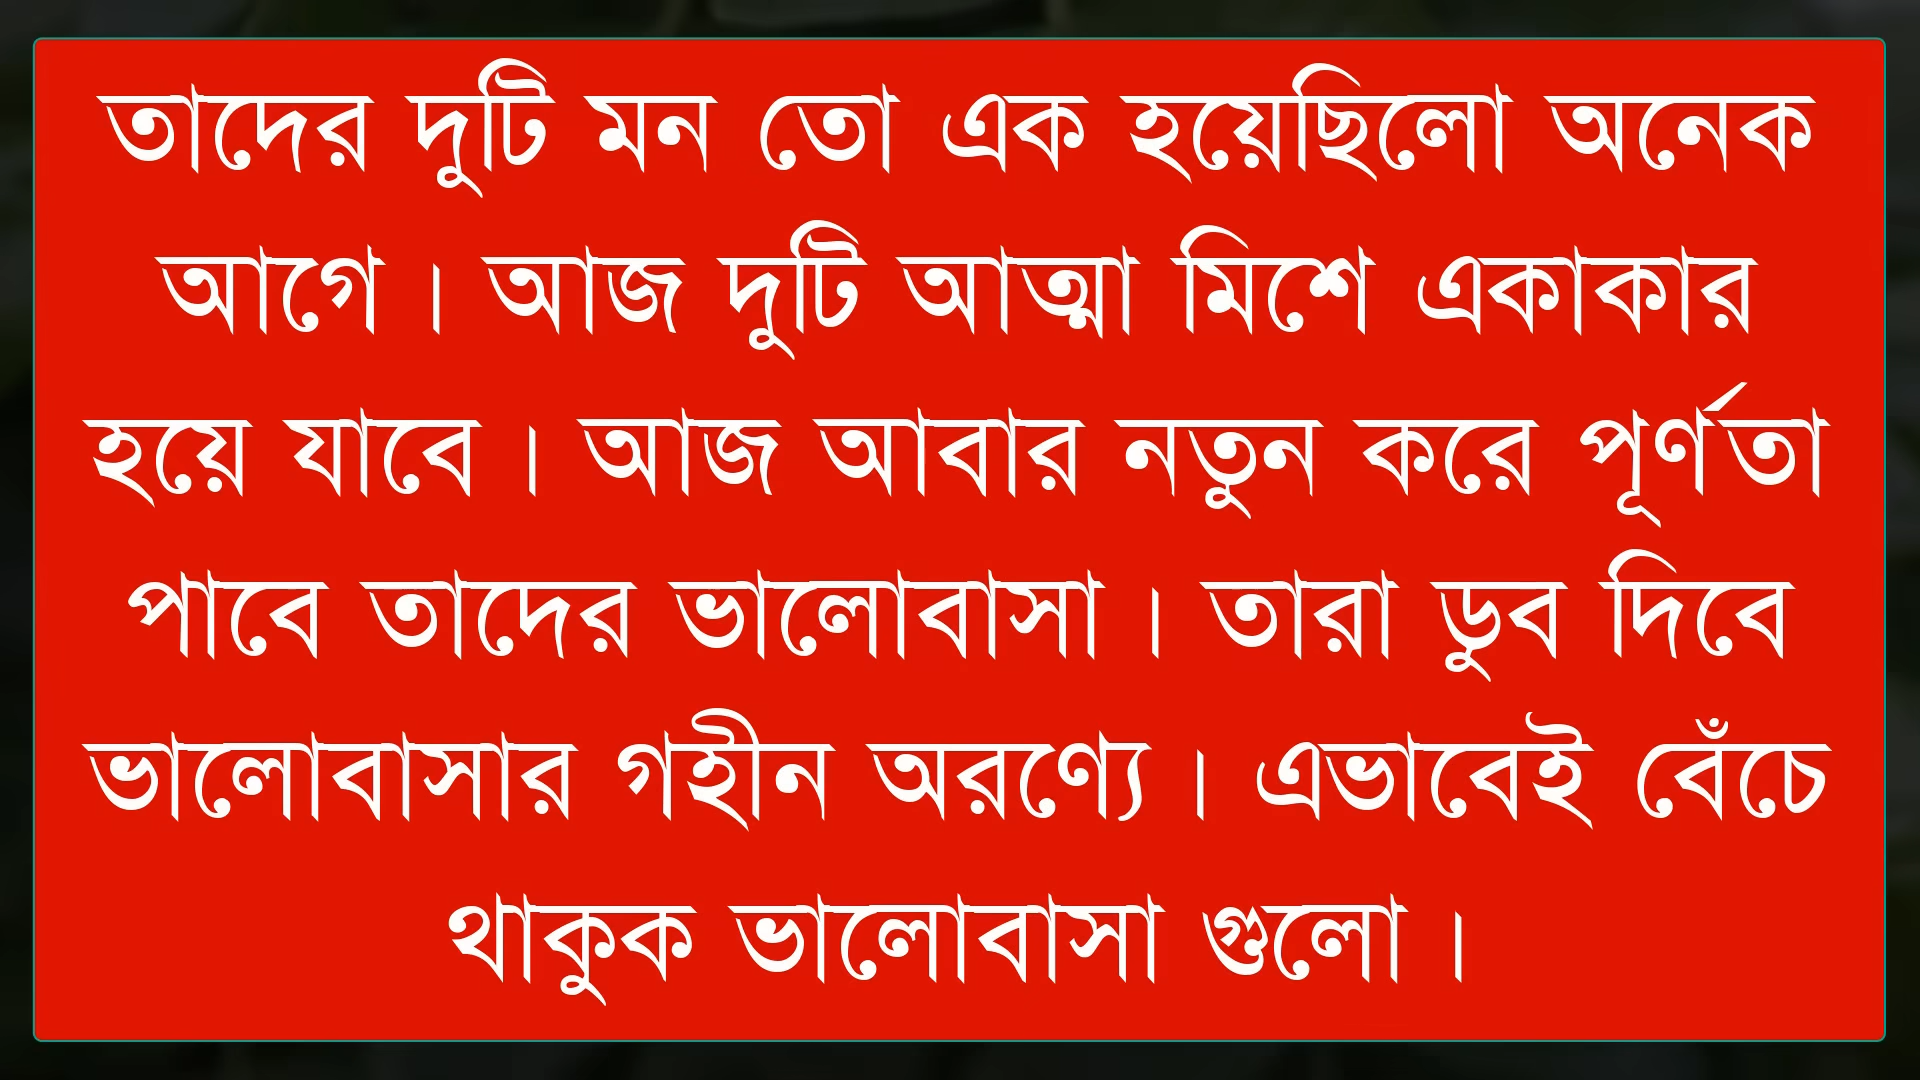 তাদের দুটি মন তো এক হয়েছিলো অনেক
আগে । আজ দুটি আত্মা মিশে একাকার
হয়ে যাবে । আজ আবার নতুন করে পূর্ণতা
পাবে তাদের ভালোবাসা । তারা ডুব দিবে
ভালোবাসার গহীন অরণ্যে । এভাবেই বেঁচে
থাকুক ভালোবাসা গুলো ।